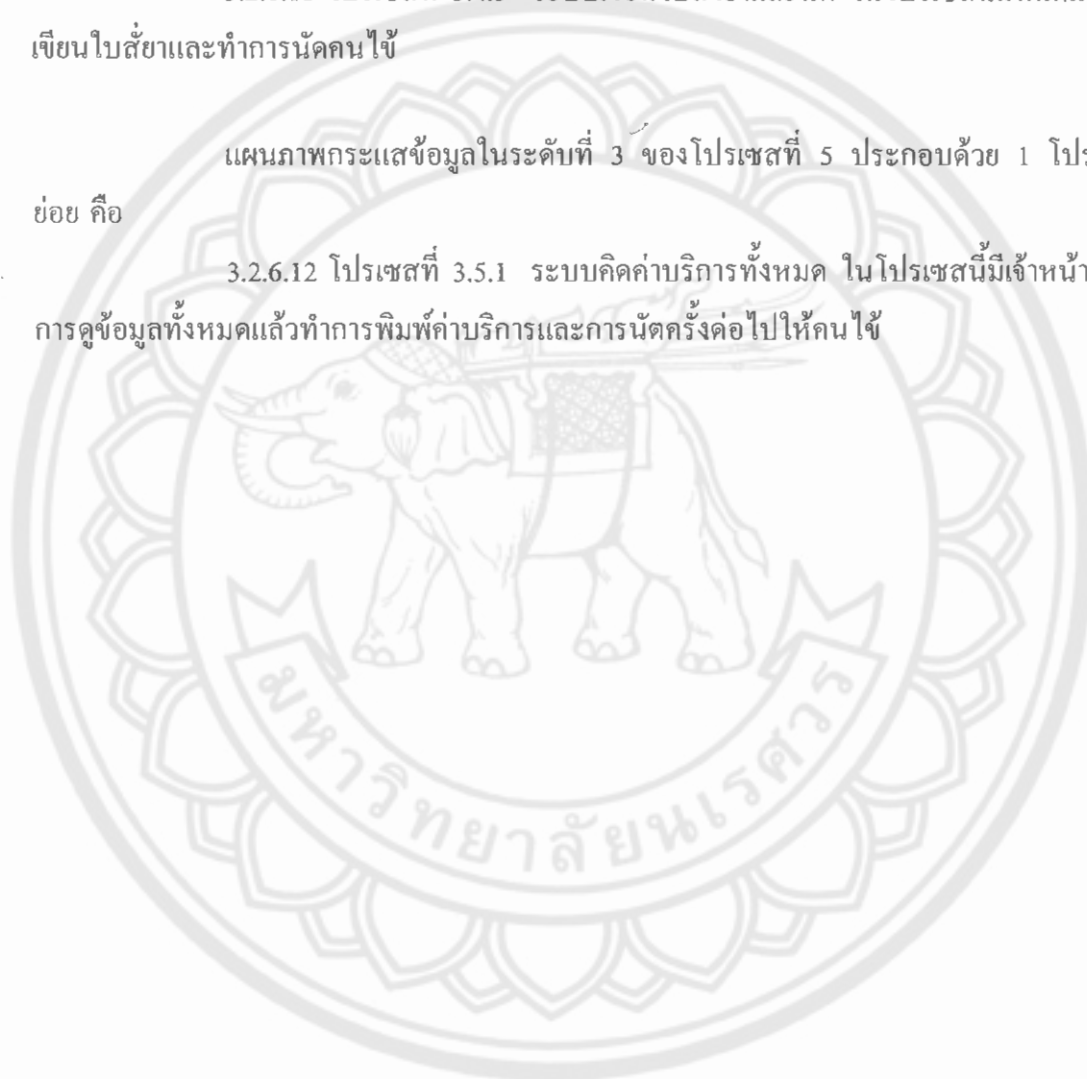 เขียนใบสั่ยาและทำการนัดคนไข้
แผนภาพกระแสข้อมูลในระดับที่ 3 ของโปรเซสที่ 5 ประกอบด้วย 1
ย่อย คือ
3.2.6.12 โปรเซสที่ 3.5.1 ระบบคิดค่าบริการทั้งหมด ในโปรเซสนี้มีเจ้าหน้า
การดูข้อมูลทั้งหมดแล้วทำการพิมพ์ค่าบริการและการนัตครั้งต่อไปให้คนไข้
มหาวิทยาลัยนเรศวร